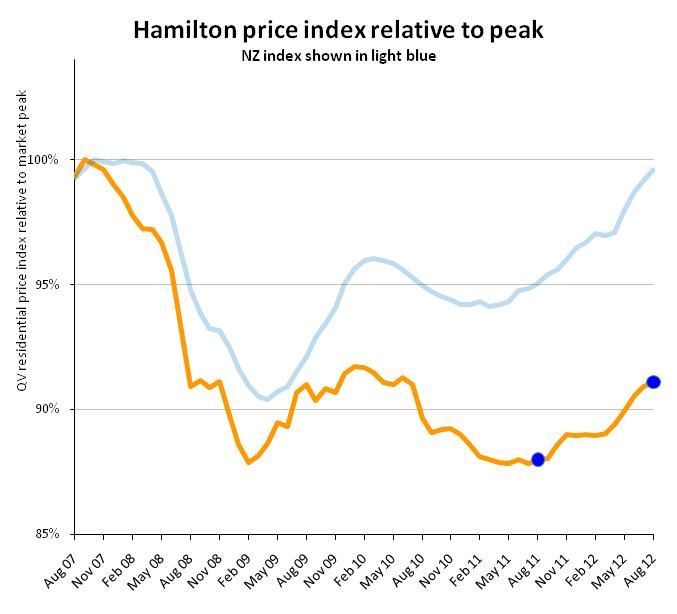 Hamilton price index relative to peak
NZ index shown in light blue
QV residential price index relative to market peak
100%
95%
90%
85%
Aug 07
Nov 07
Feb 08
May 08
Aug 08
Nov 08
Feb 09
May 09
Aug 09
Nov 09
Feb 10
May 10
Aug 10
Nov 10
Feb 11
May 11
Aug 11
Nov 11
Feb 12
May 12
Aug 12